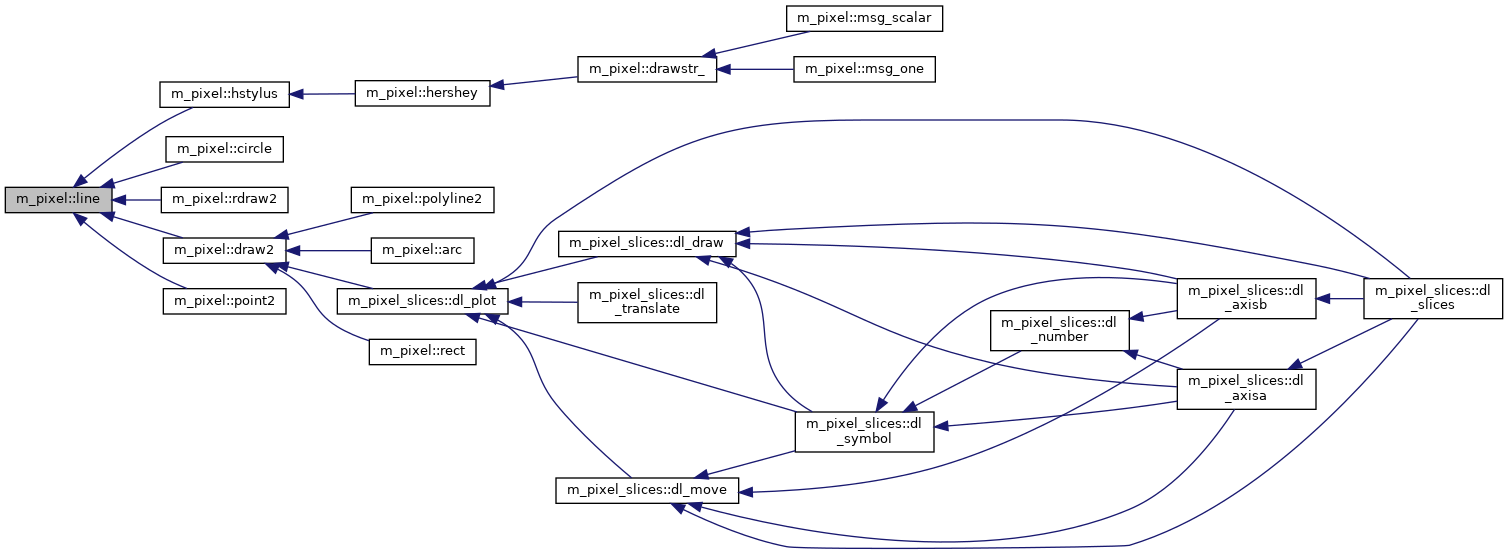 m_pixel::msg_scalar
m_pixel::drawstr_
m_pixel::msg_one
m_pixel::hstylus
m_pixel::hershey
m_pixel::circle
m_pixel::line
m_pixel::rdraw2
m_pixel::polyline2
m_pixel::draw2
m_pixel::arc
m_pixel_slices::dl_draw
m_pixel::point2
m_pixel_slices::dl_plot
m_pixel_slices::dl
_translate
m_pixel_slices::dl
_axisb
m_pixel_slices::dl
_slices
m_pixel_slices::dl
_number
m_pixel::rect
m_pixel_slices::dl
_axisa
m_pixel_slices::dl
_symbol
m_pixel_slices::dl_move